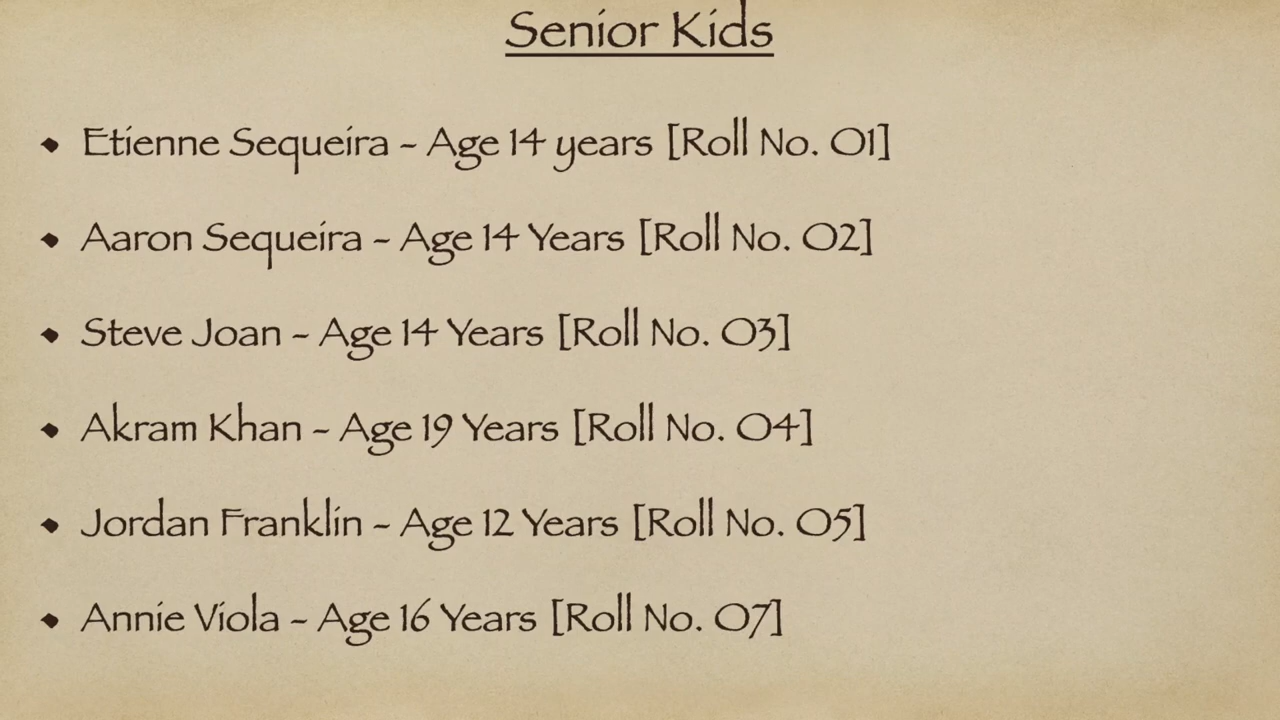 Senior Kids
• Etienne Sequeira - Age 14 years [Roll No. 01]
• Aaron Sequeira - Age 14 Years [Roll No. 02]
• Steve Joan - Age 14 Years [Roll No. 03]
• Akram Khan - Age 19 Years [Roll No. 04]
• Jordan Franklin - Age 12 Years [Roll No. 05]
• Annie Viola - Age 16 Years [Roll No. 07]